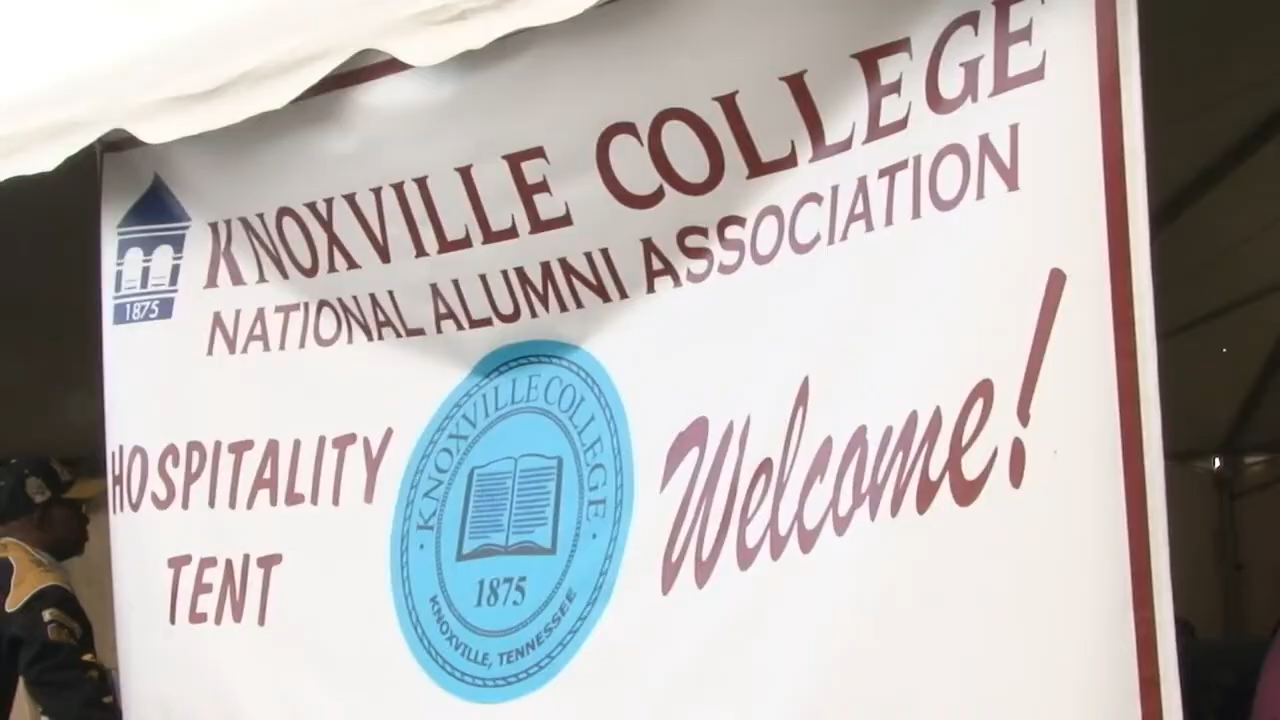 KNOXVILLE COLLEGE
NATIONAL ALUMNI ASSOCIATION
1875
HOSPITALITY
TENT
KNOXVILLE COLLEGE
1875
KNOXVILLE, TENNESSEE
Welcome!